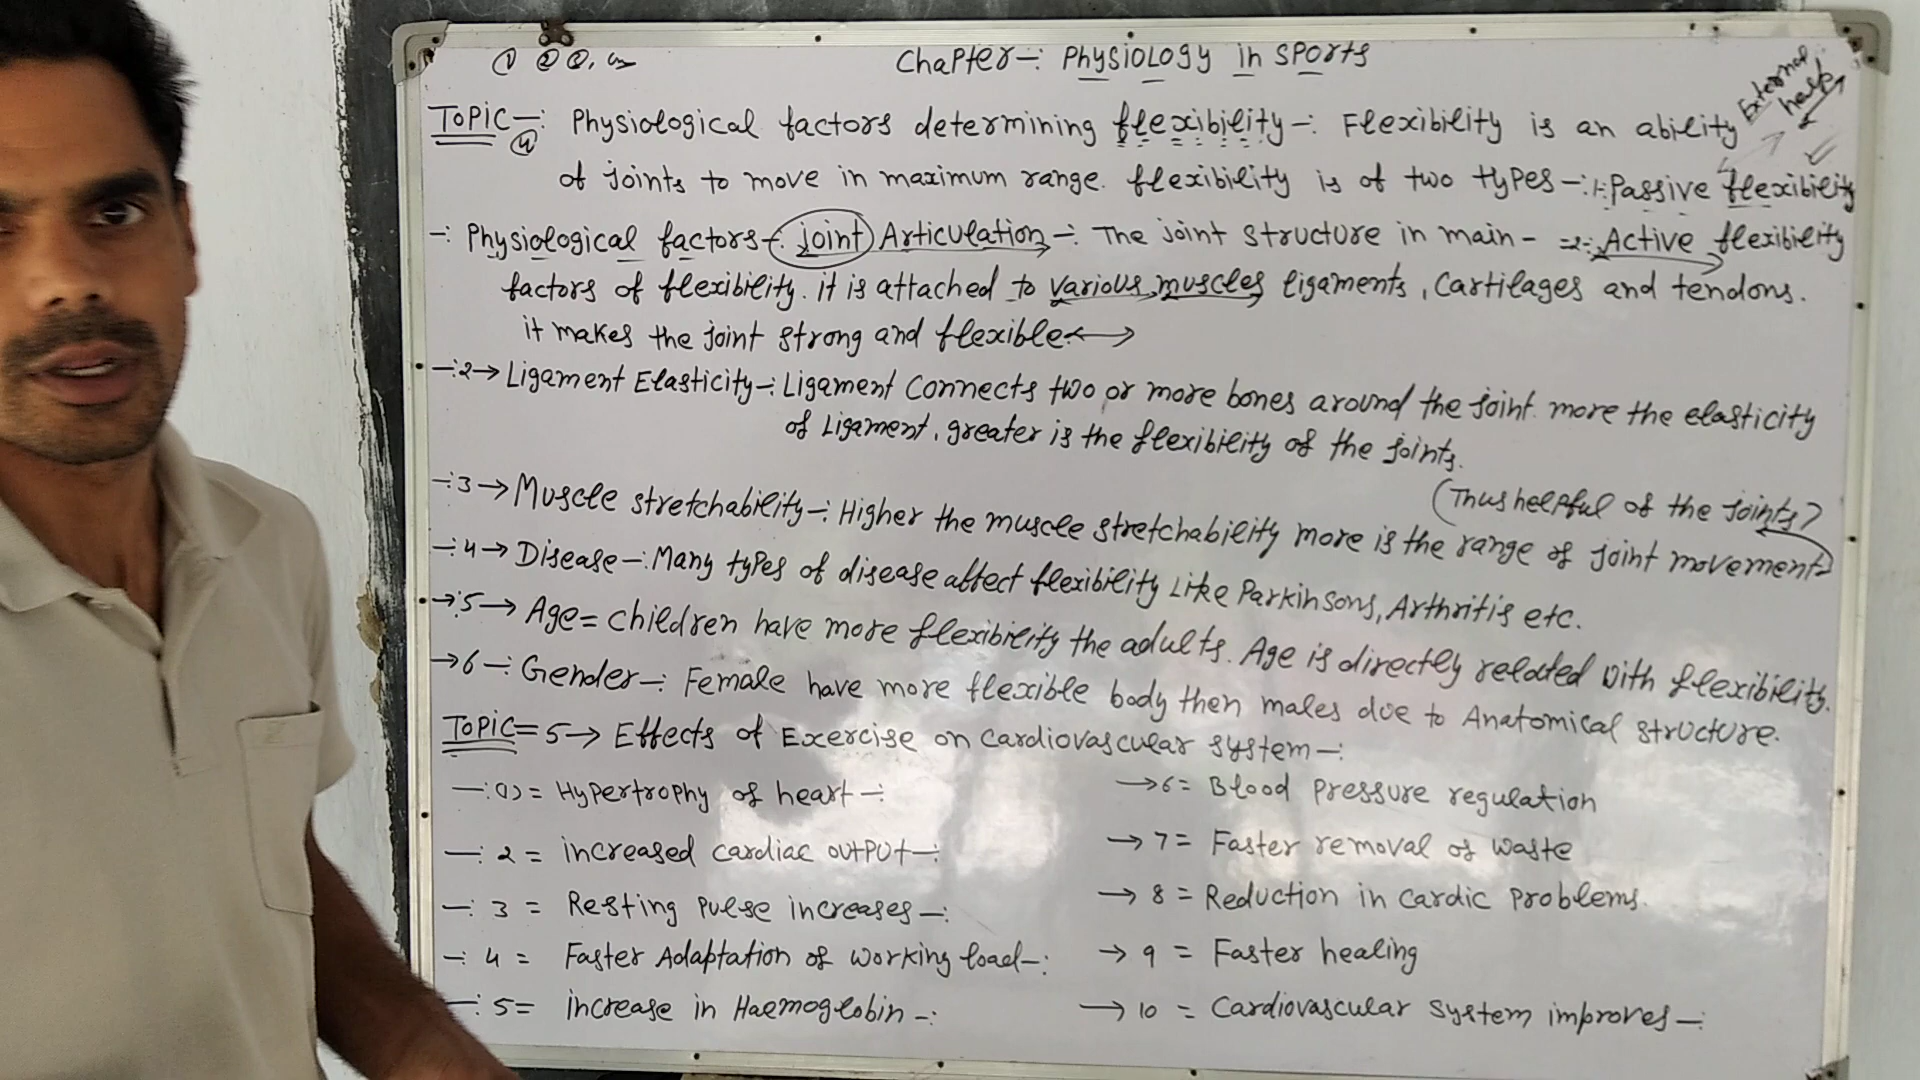 ① ② ③,
Chapter-: Physiology in sports
External help
Topic-: Physiological factors determining flexibility-: Flexibility is an ability
④
of joints to move in maximum range. flexibility is of two types-: 1:Passive flexibility
-: Physiological factors-: joint Articulation-: The joint structure in main- =2-: Active flexibility
factors of flexibility. it is attached to various muscles ligaments, Cartilages and tendons.
it makes the joint strong and flexible
-:2→ Ligament Elasticity-: Ligament Connects two or more bones around the joint. more the elasticity
of Ligament, greater is the flexibility of the joints.
(Thus helpful of the joints)
-:3→ Muscle stretchability-: Higher the muscle stretchability more is the range of joint movement
-:4→ Disease-: Many types of disease affect flexibility Like Parkinsons, Arthritis etc.
→:5→ Age= children have more flexibility the adults. Age is directly related with flexibility.
→6-: Gender-: Female have more flexible body then males due to Anatomical structure.
Topic=5→ Effects of Exercise on cardiovascular system-:
-:1)= Hypertrophy of heart-:
-: 2 = increased cardiac output-:
-: 3 = Resting pulse increases-:
-: 4 = Faster Adaptation of working load-:
-: 5= increase in Haemoglobin-:
→6= Blood pressure regulation
→7= Faster removal of waste
→8= Reduction in cardic problems.
→9 = Faster healing
→10 = Cardiovascular system improves-: